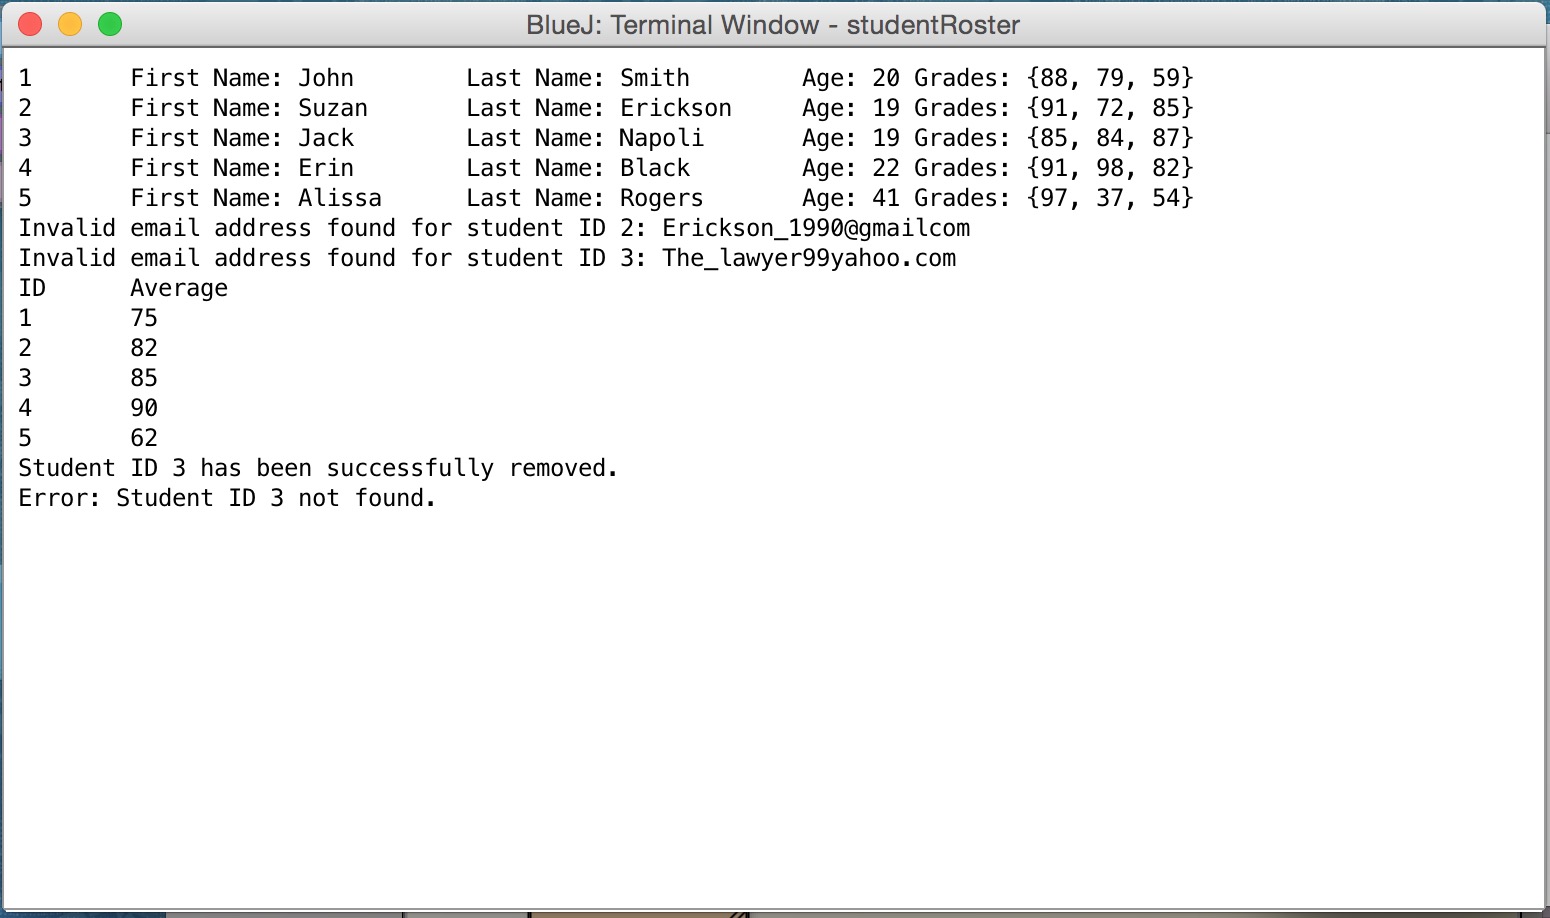 BlueJ: Terminal Window - studentRoster
1 First Name: John Last Name: Smith Age: 20 Grades: {88, 79, 59}
2 First Name: Suzan Last Name: Erickson Age: 19 Grades: {91, 72, 85}
3 First Name: Jack Last Name: Napoli Age: 19 Grades: {85, 84, 87}
4 First Name: Erin Last Name: Black Age: 22 Grades: {91, 98, 82}
5 First Name: Alissa Last Name: Rogers Age: 41 Grades: {97, 37, 54}
Invalid email address found for student ID 2: Erickson_1990@gmailcom
Invalid email address found for student ID 3: The_lawyer99yahoo.com
ID Average
1 75
2 82
3 85
4 90
5 62
Student ID 3 has been successfully removed.
Error: Student ID 3 not found.